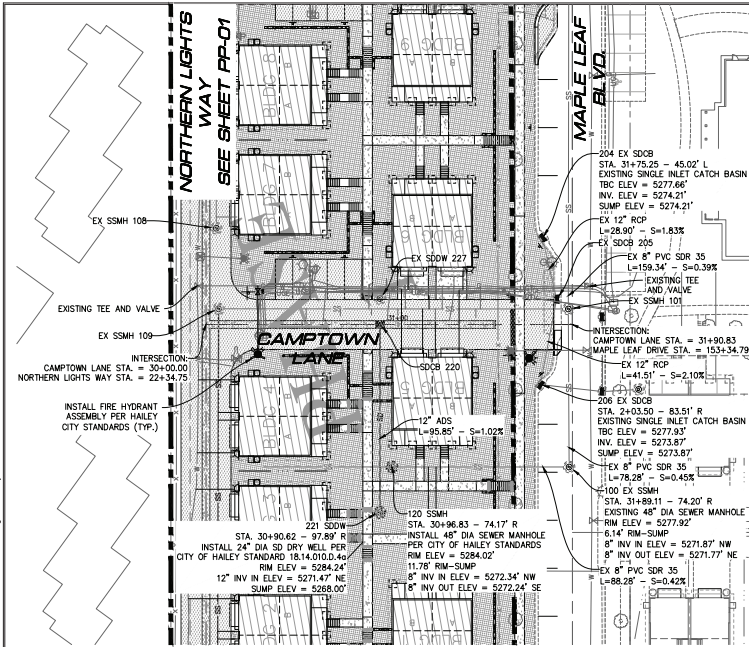 NORTHERN LIGHTS
WAY
SEE SHEET PP-01
MAPLE LEAF
BLVD.
BLDG 8
A
B
BLDG 9
A
B
BLDG 7
A
B
204 EX SDCB
STA. 31+75.25 - 45.02' L
EXISTING SINGLE INLET CATCH BASIN
TBC ELEV = 5277.66'
INV. ELEV = 5274.21'
SUMP ELEV = 5274.21'
EX 12" RCP
L=28.90' - S=1.83%
EX SDCB 205
EX 8" PVC SDR 35
L=159.34' - S=0.39%
EXISTING TEE
AND VALVE
EX SSMH 101
EX SSMH 108
EX SDDW 227
EXISTING TEE AND VALVE
EX SSMH 109
31+00
CAMPTOWN
LANE
SDCB 220
INTERSECTION:
CAMPTOWN LANE STA. = 30+00.00
NORTHERN LIGHTS WAY STA. = 22+34.75
INTERSECTION:
CAMPTOWN LANE STA. = 31+90.83
MAPLE LEAF DRIVE STA. = 153+34.79
EX 12" RCP
L=41.51' - S=2.10%
INSTALL FIRE HYDRANT
ASSEMBLY PER HAILEY
CITY STANDARDS (TYP.)
206 EX SDCB
STA. 2+03.50 - 83.51' R
EXISTING SINGLE INLET CATCH BASIN
TBC ELEV = 5277.93'
INV. ELEV = 5273.87'
SUMP ELEV = 5273.87'
12" ADS
L=95.85' - S=1.02%
EX 8" PVC SDR 35
L=78.28' - S=0.45%
100 EX SSMH
STA. 31+89.11 - 74.20' R
EXISTING 48" DIA SEWER MANHOLE
RIM ELEV = 5277.92'
6.14' RIM-SUMP
8" INV IN ELEV = 5271.87' NW
8" INV OUT ELEV = 5271.77' NE
EX 8" PVC SDR 35
L=88.28' - S=0.42%
221 SDDW
STA. 30+90.62 - 97.89' R
INSTALL 24" DIA SD DRY WELL PER
CITY OF HAILEY STANDARD 18.14.010.D.4a
RIM ELEV = 5284.24'
12" INV IN ELEV = 5271.47' NE
SUMP ELEV = 5268.00'
120 SSMH
STA. 30+96.83 - 74.17' R
INSTALL 48" DIA SEWER MANHOLE
PER CITY OF HAILEY STANDARDS
RIM ELEV = 5284.02'
11.78' RIM-SUMP
8" INV IN ELEV = 5272.34' NW
8" INV OUT ELEV = 5272.24' SE